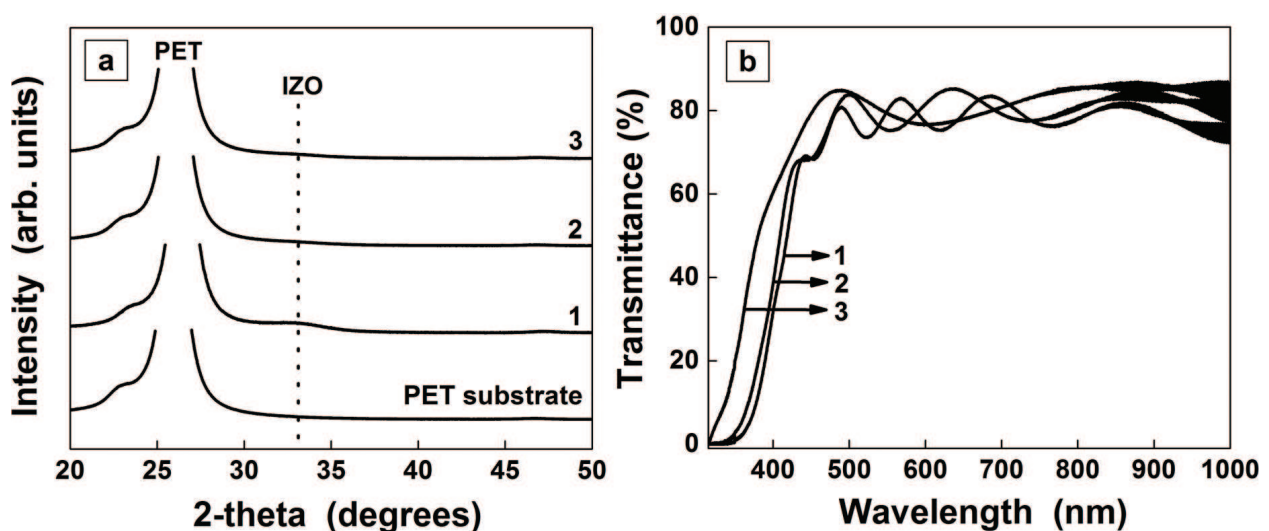 a
PET
IZO
3
2
1
PET substrate
Intensity (arb. units)
20 25 30 35 40 45 50
2-theta (degrees)
b
100
80
60
40
20
0
1
2
3
Transmittance (%)
400 500 600 700 800 900 1000
Wavelength (nm)